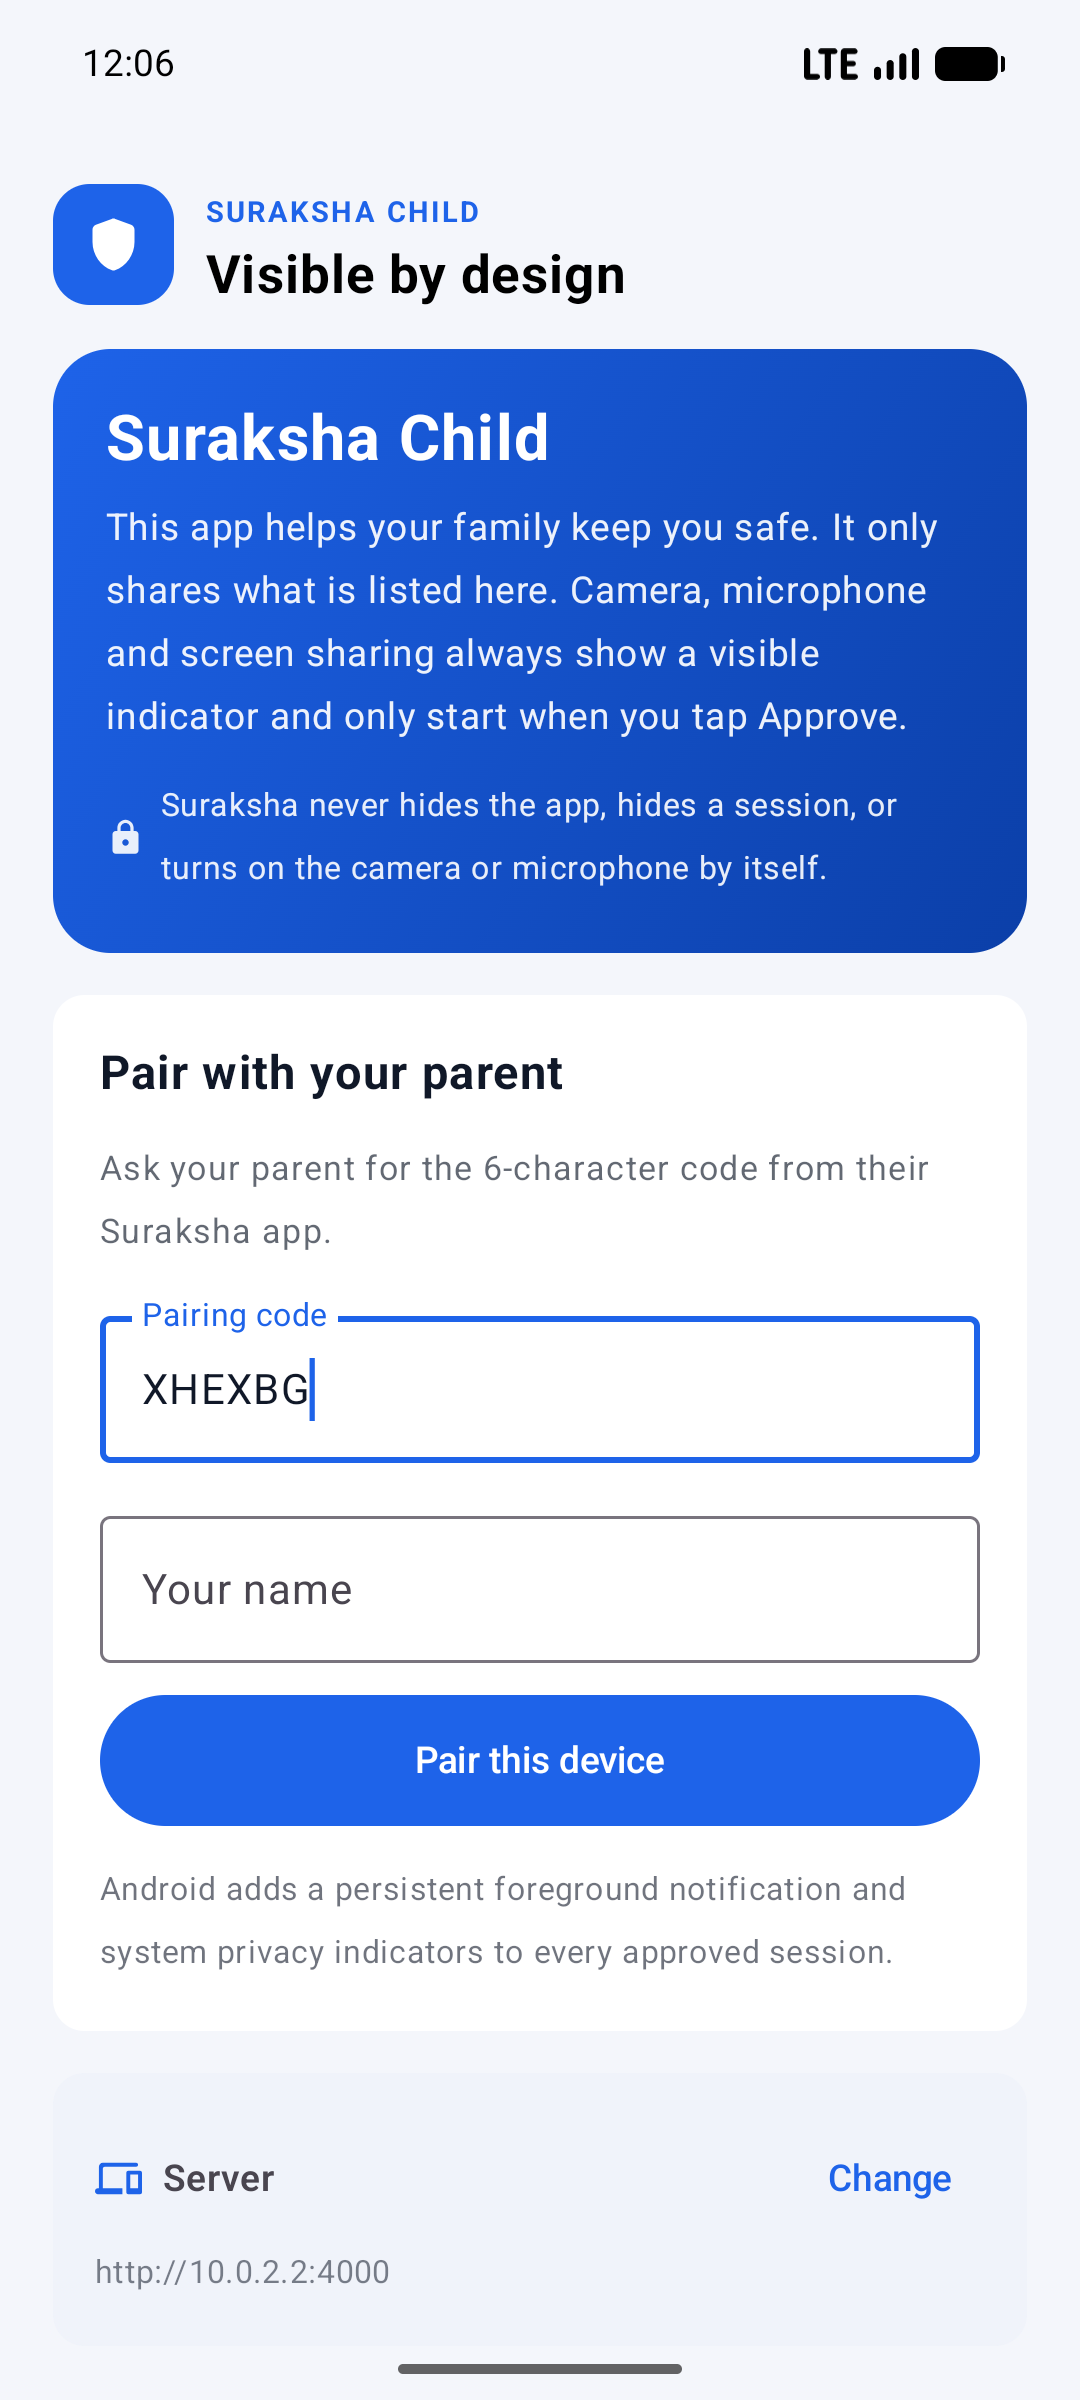 12:06
LTE
SURAKSHA CHILD
Visible by design
Suraksha Child
This app helps your family keep you safe. It only
shares what is listed here. Camera, microphone
and screen sharing always show a visible
indicator and only start when you tap Approve.
Suraksha never hides the app, hides a session, or
turns on the camera or microphone by itself.
Pair with your parent
Ask your parent for the 6-character code from their
Suraksha app.
Pairing code
XHEXBG
Your name
Pair this device
Android adds a persistent foreground notification and
system privacy indicators to every approved session.
Server
Change
http://10.0.2.2:4000